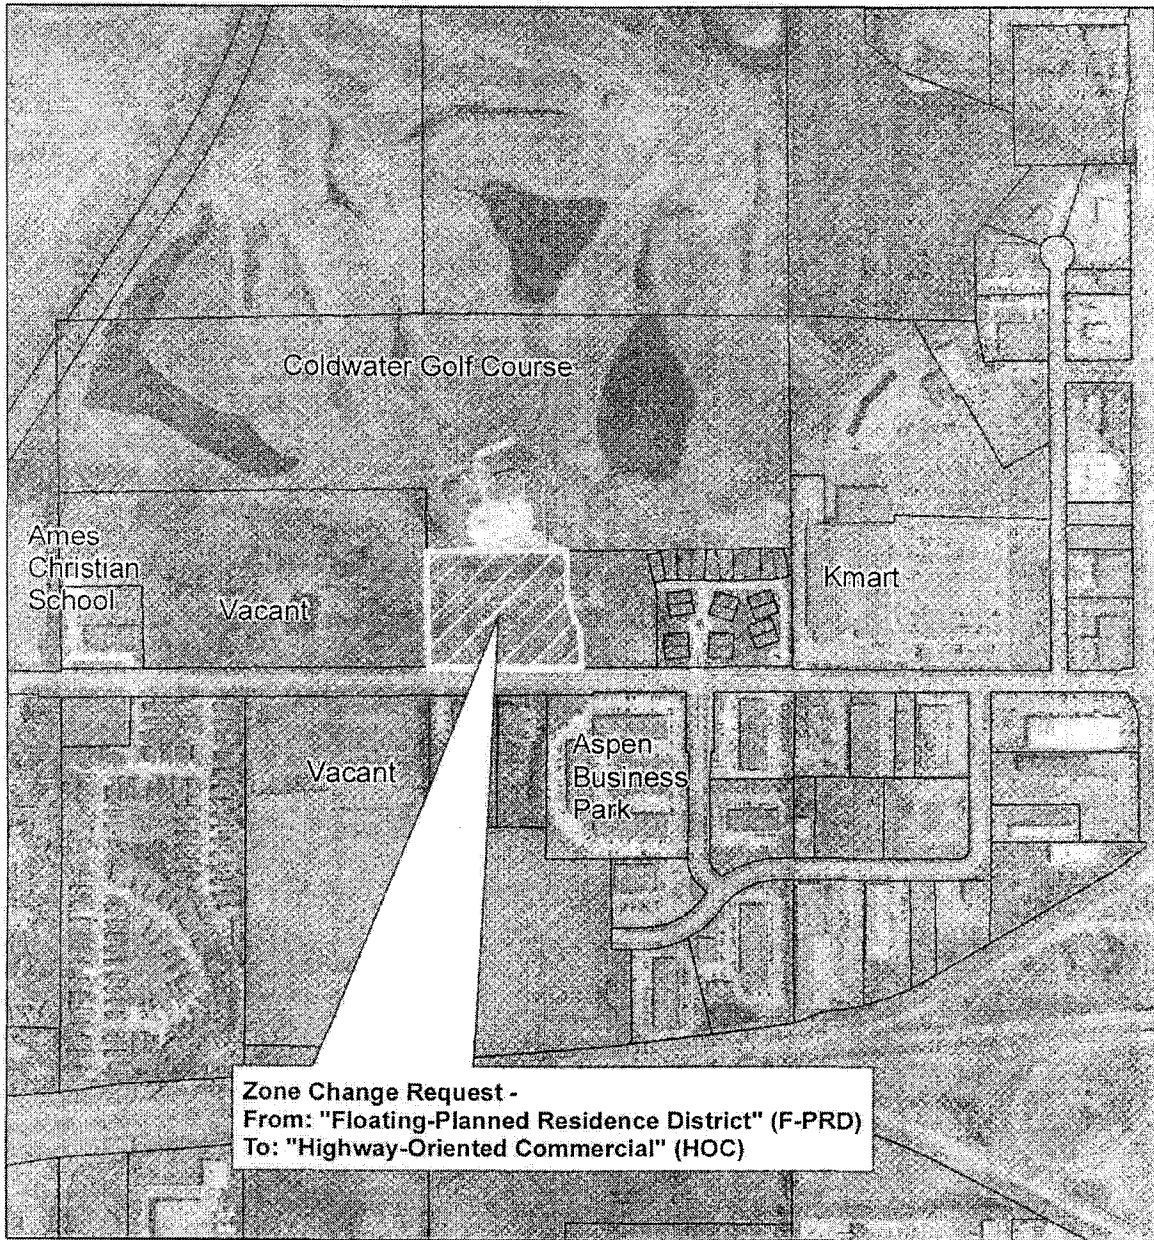 Coldwater Golf Course
Ames
Christian
School
Vacant
Kmart
Vacant
Aspen
Business
Park
Zone Change Request -
From: "Floating-Planned Residence District" (F-PRD)
To: "Highway-Oriented Commercial" (HOC)